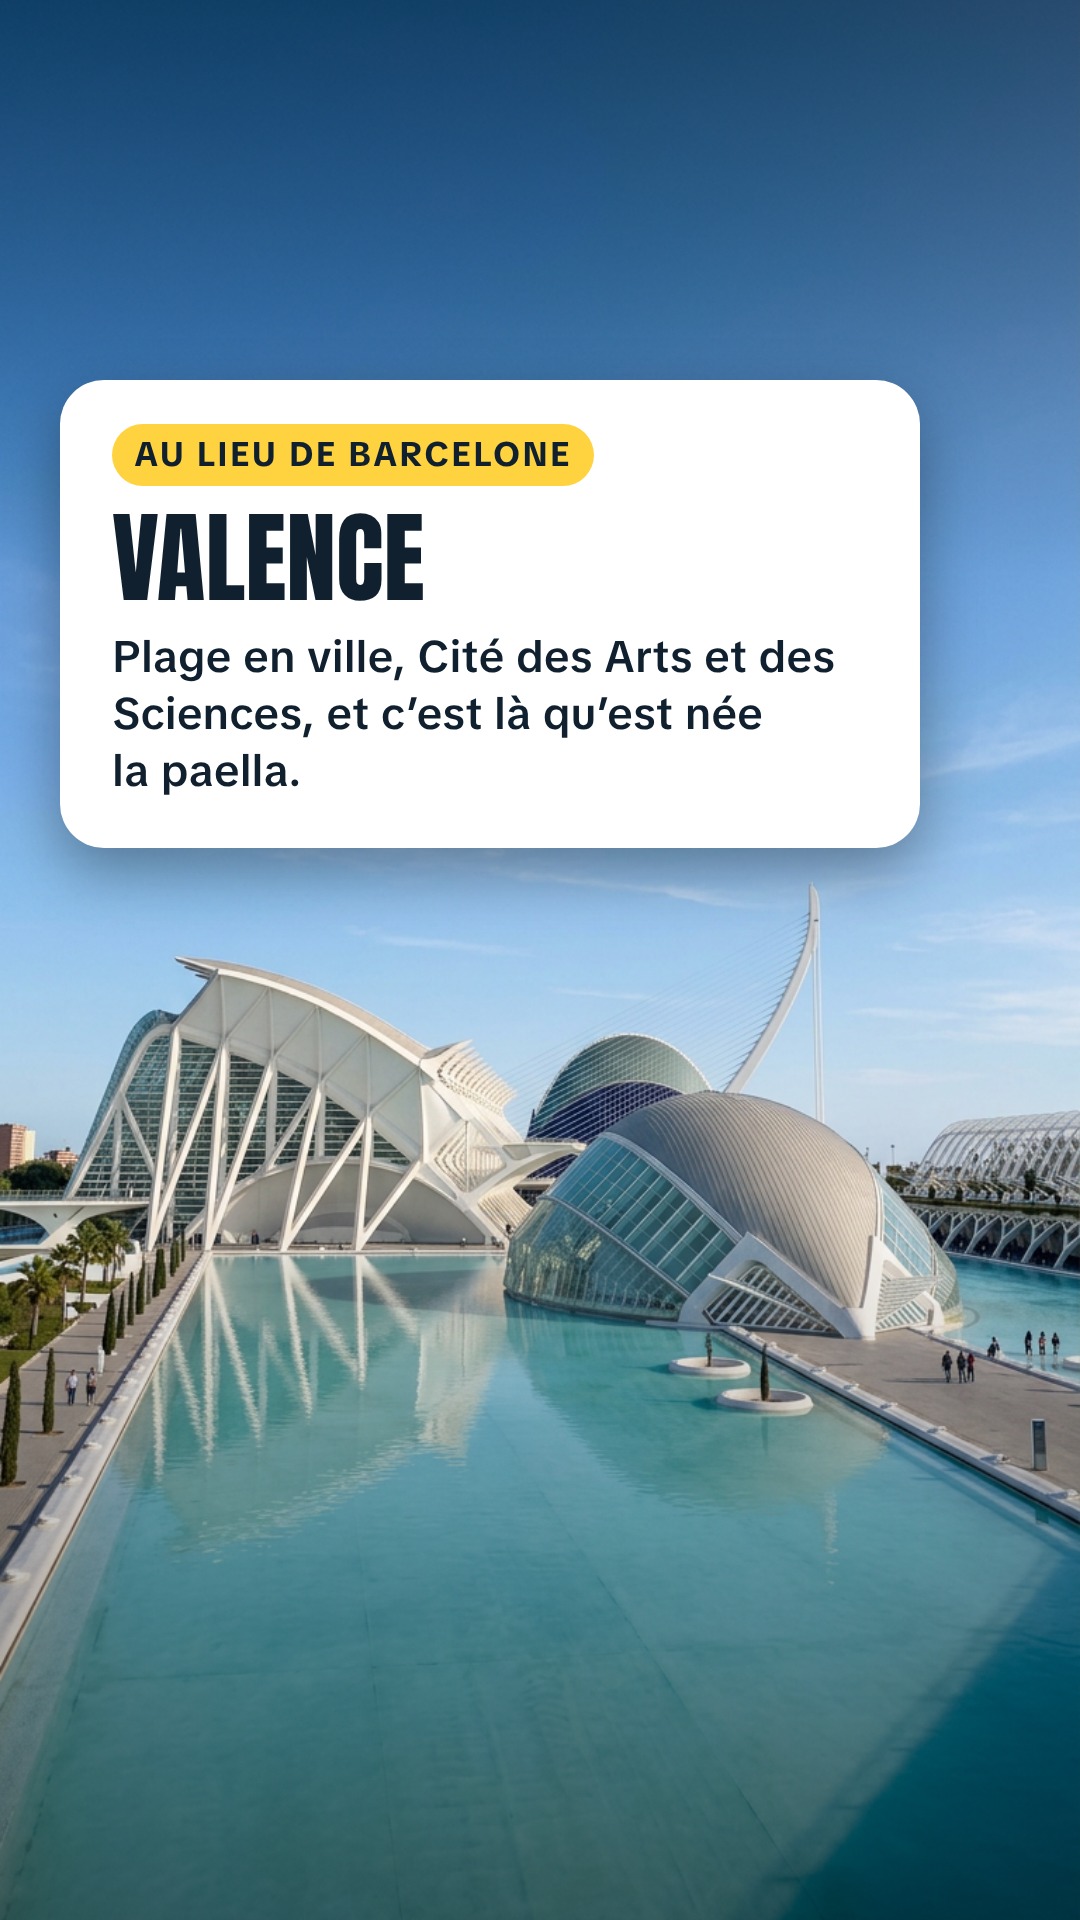 AU LIEU DE BARCELONE
VALENCE
Plage en ville, Cité des Arts et des
Sciences, et c’est là qu’est née
la paella.